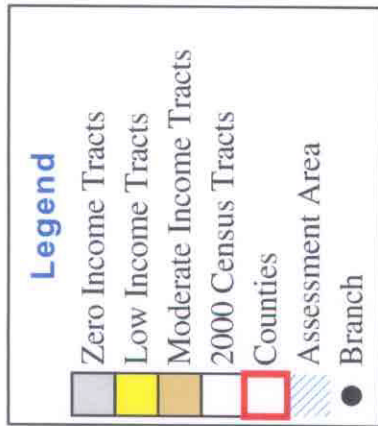 Legend
Zero Income Tracts
Low Income Tracts
Moderate Income Tracts
2000 Census Tracts
Counties
Assessment Area
Branch